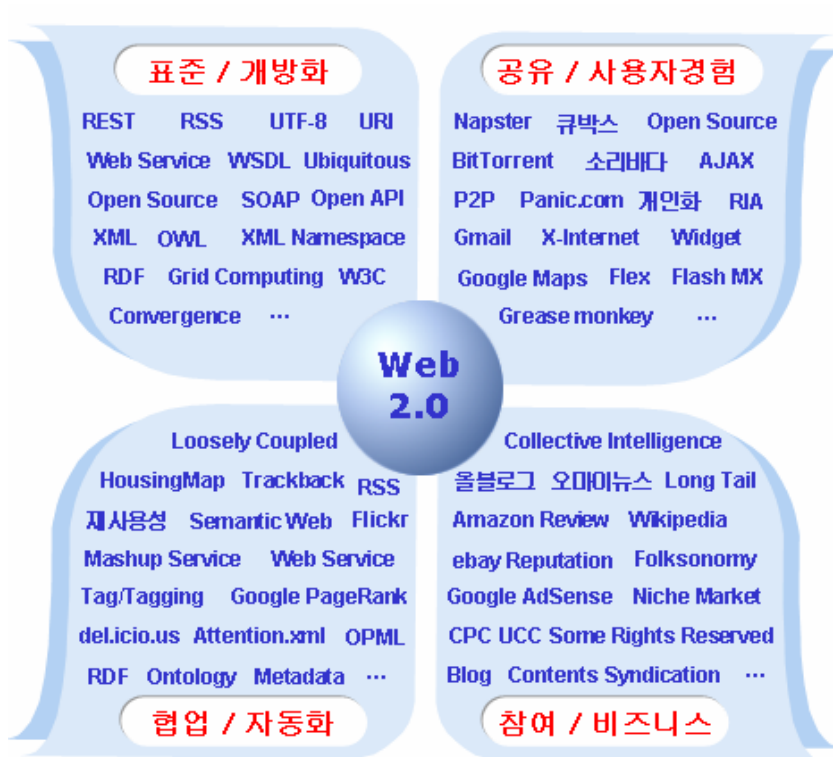 표준 / 개방화
REST RSS UTF-8 URI
Web Service WSDL Ubiquitous
Open Source SOAP Open API
XML OWL XML Namespace
RDF Grid Computing W3C
Convergence ...
공유 / 사용자경험
Napster 큐박스 Open Source
BitTorrent 소리바다 AJAX
P2P Panic.com 개인화 RIA
Gmail X-Internet Widget
Google Maps Flex Flash MX
Grease monkey ...
Web
2.0
Loosely Coupled
HousingMap Trackback RSS
재사용성 Semantic Web Flickr
Mashup Service Web Service
Tag/Tagging Google PageRank
del.icio.us Attention.xml OPML
RDF Ontology Metadata ...
협업 / 자동화
Collective Intelligence
올블로그 오마이뉴스 Long Tail
Amazon Review Wikipedia
ebay Reputation Folksonomy
Google AdSense Niche Market
CPC UCC Some Rights Reserved
Blog Contents Syndication ...
참여 / 비즈니스